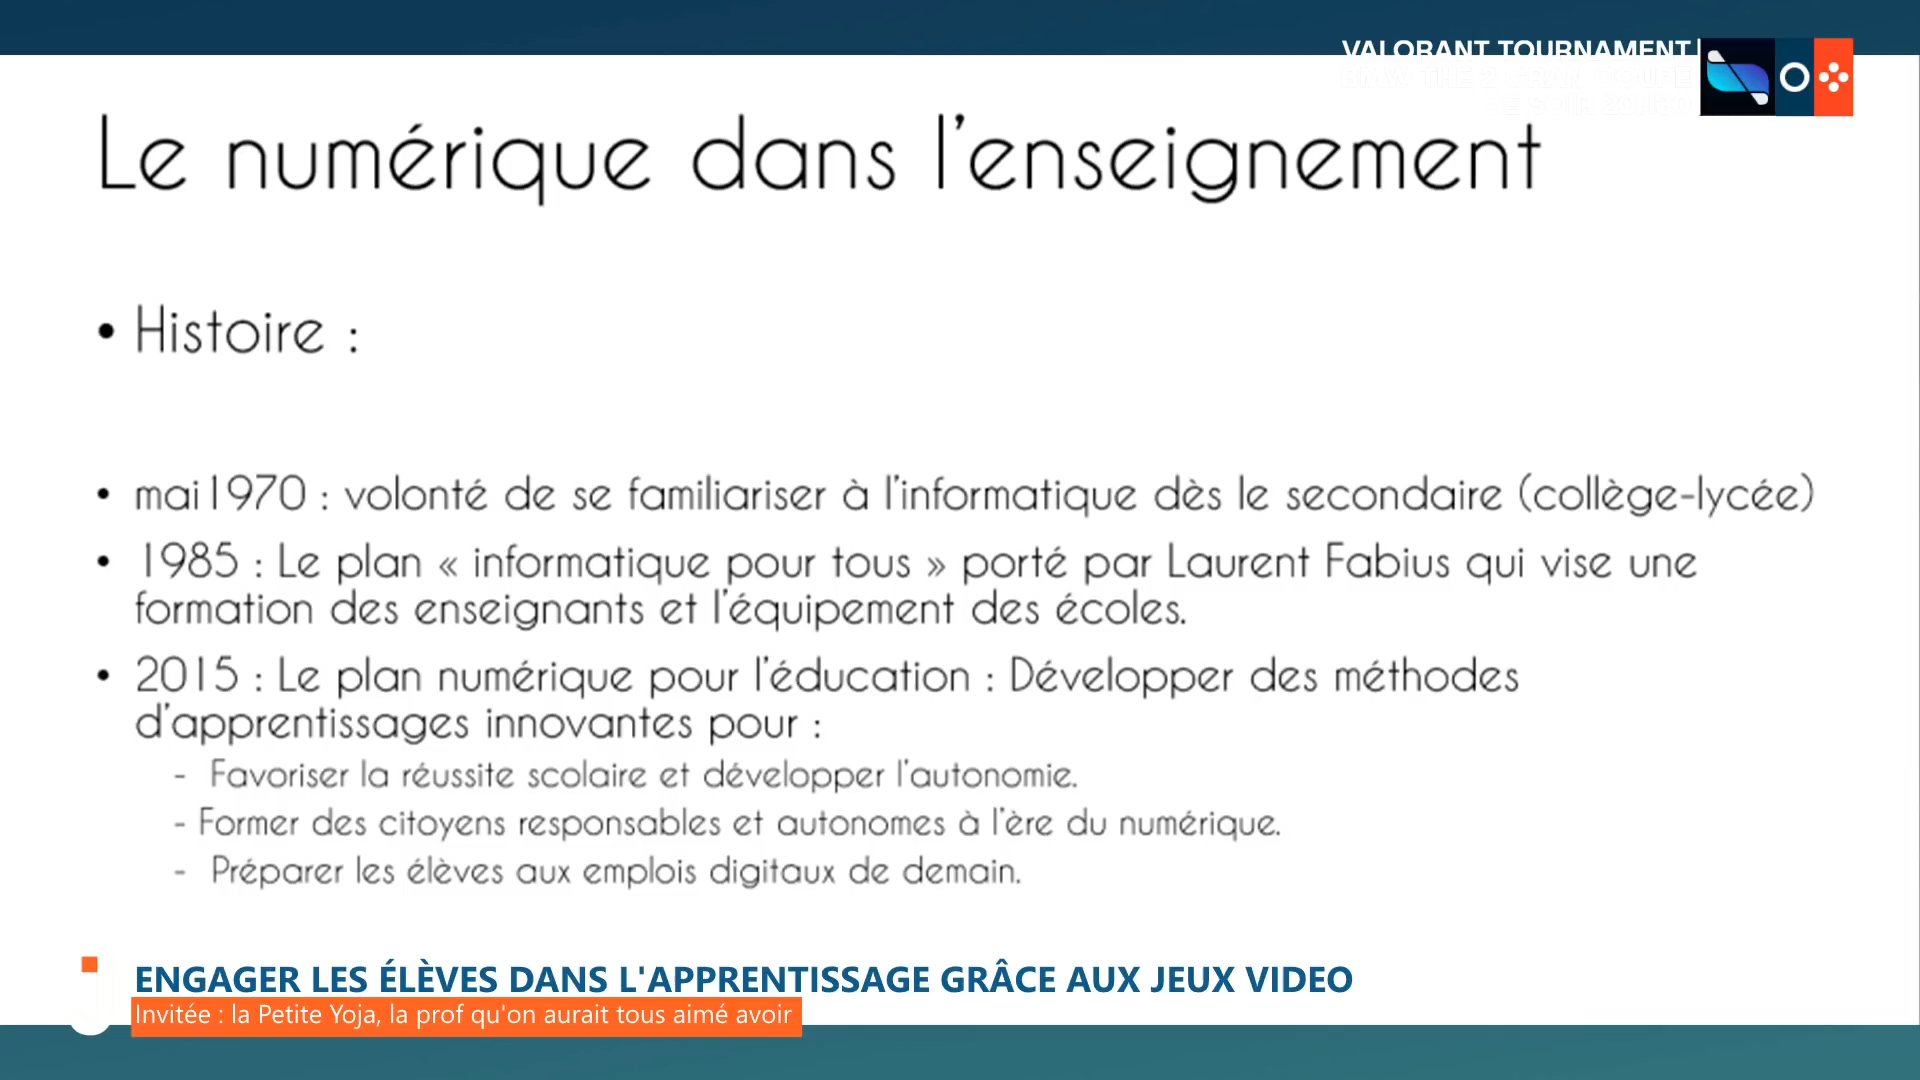 VALORANT TOURNAMENT
Le numérique dans l'enseignement
• Histoire :
• mai1970 : volonté de se familiariser à l'informatique dès le secondaire (collège-lycée)
• 1985 : Le plan « informatique pour tous » porté par Laurent Fabius qui vise une
formation des enseignants et l'équipement des écoles.
• 2015 : Le plan numérique pour l'éducation : Développer des méthodes
d'apprentissages innovantes pour :
- Favoriser la réussite scolaire et développer l'autonomie.
- Former des citoyens responsables et autonomes à l'ère du numérique.
- Préparer les élèves aux emplois digitaux de demain.
ENGAGER LES ÉLÈVES DANS L'APPRENTISSAGE GRÂCE AUX JEUX VIDEO
Invitée : la Petite Yoja, la prof qu'on aurait tous aimé avoir